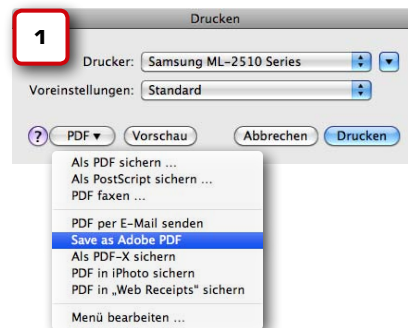 Drucken
1
Drucker: Samsung ML-2510 Series
Voreinstellungen: Standard
? PDF Vorschau Abbrechen Drucken
Als PDF sichern ...
Als PostScript sichern ...
PDF faxen ...
PDF per E-Mail senden
Save as Adobe PDF
Als PDF-X sichern
PDF in iPhoto sichern
PDF in „Web Receipts“ sichern
Menü bearbeiten ...